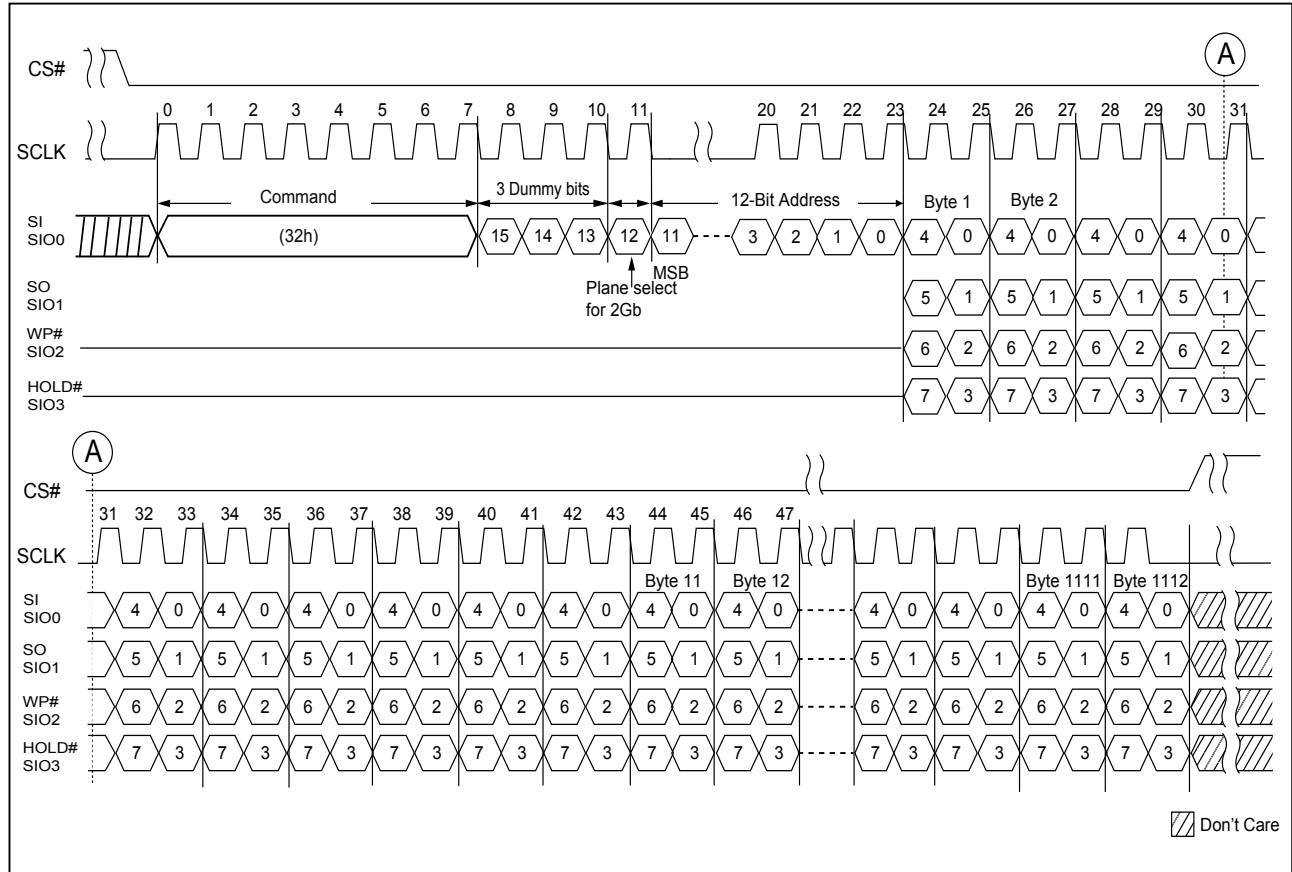 A
CS#
0 1 2 3 4 5 6 7 8 9 10 11 20 21 22 23 24 25 26 27 28 29 30 31
SCLK
Command 3 Dummy bits 12-Bit Address Byte 1 Byte 2
SI
SIO0
(32h) 15 14 13 12 11 3 2 1 0 4 0 4 0 4 0 4 0
MSB
Plane select
for 2Gb
SO
SIO1
5 1 5 1 5 1 5 1
WP#
SIO2
6 2 6 2 6 2 6 2
HOLD#
SIO3
7 3 7 3 7 3 7 3
A
CS#
31 32 33 34 35 36 37 38 39 40 41 42 43 44 45 46 47
SCLK
Byte 11 Byte 12 Byte 1111 Byte 1112
SI
SIO0
4 0 4 0 4 0 4 0 4 0 4 0 4 0 4 0 4 0 4 0 4 0 4 0
SO
SIO1
5 1 5 1 5 1 5 1 5 1 5 1 5 1 5 1 5 1 5 1 5 1 5 1
WP#
SIO2
6 2 6 2 6 2 6 2 6 2 6 2 6 2 6 2 6 2 6 2 6 2 6 2
HOLD#
SIO3
7 3 7 3 7 3 7 3 7 3 7 3 7 3 7 3 7 3 7 3 7 3 7 3
Don't Care